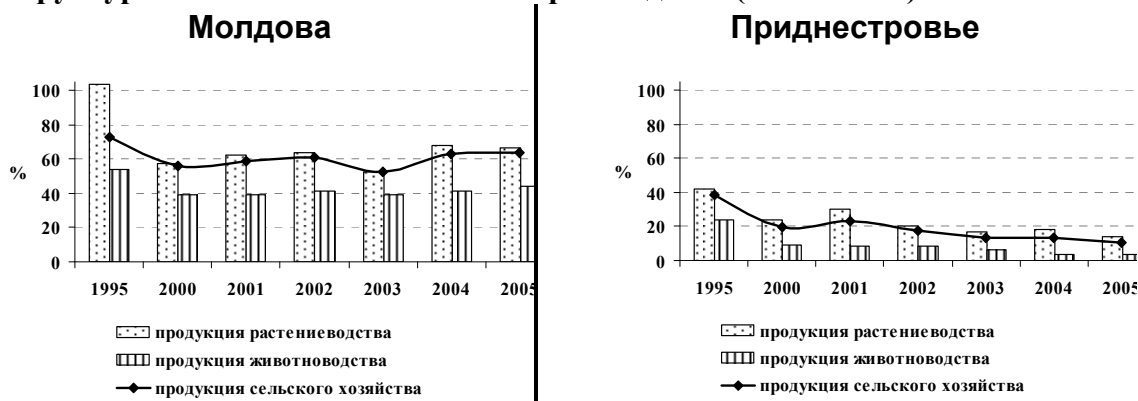 Молдова
%
100
80
60
40
20
0
1995 2000 2001 2002 2003 2004 2005
продукция растениеводства
продукция животноводства
продукция сельского хозяйства
Приднестровье
%
100
80
60
40
20
0
1995 2000 2001 2002 2003 2004 2005
продукция растениеводства
продукция животноводства
продукция сельского хозяйства